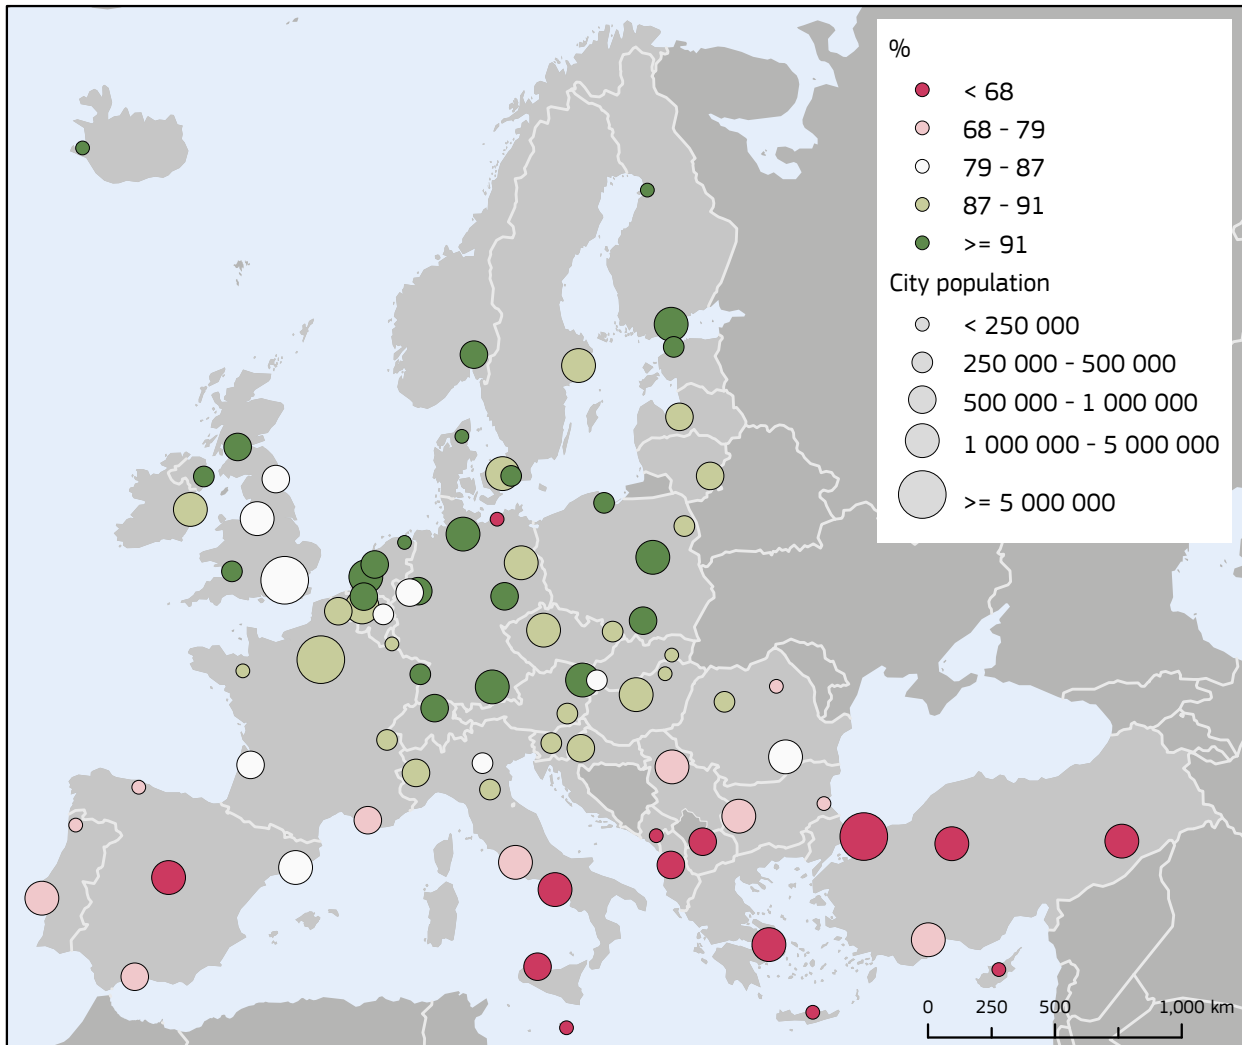 %
< 68
68 - 79
79 - 87
87 - 91
>= 91
City population
< 250 000
250 000 - 500 000
500 000 - 1 000 000
1 000 000 - 5 000 000
>= 5 000 000
0 250 500 1,000 km